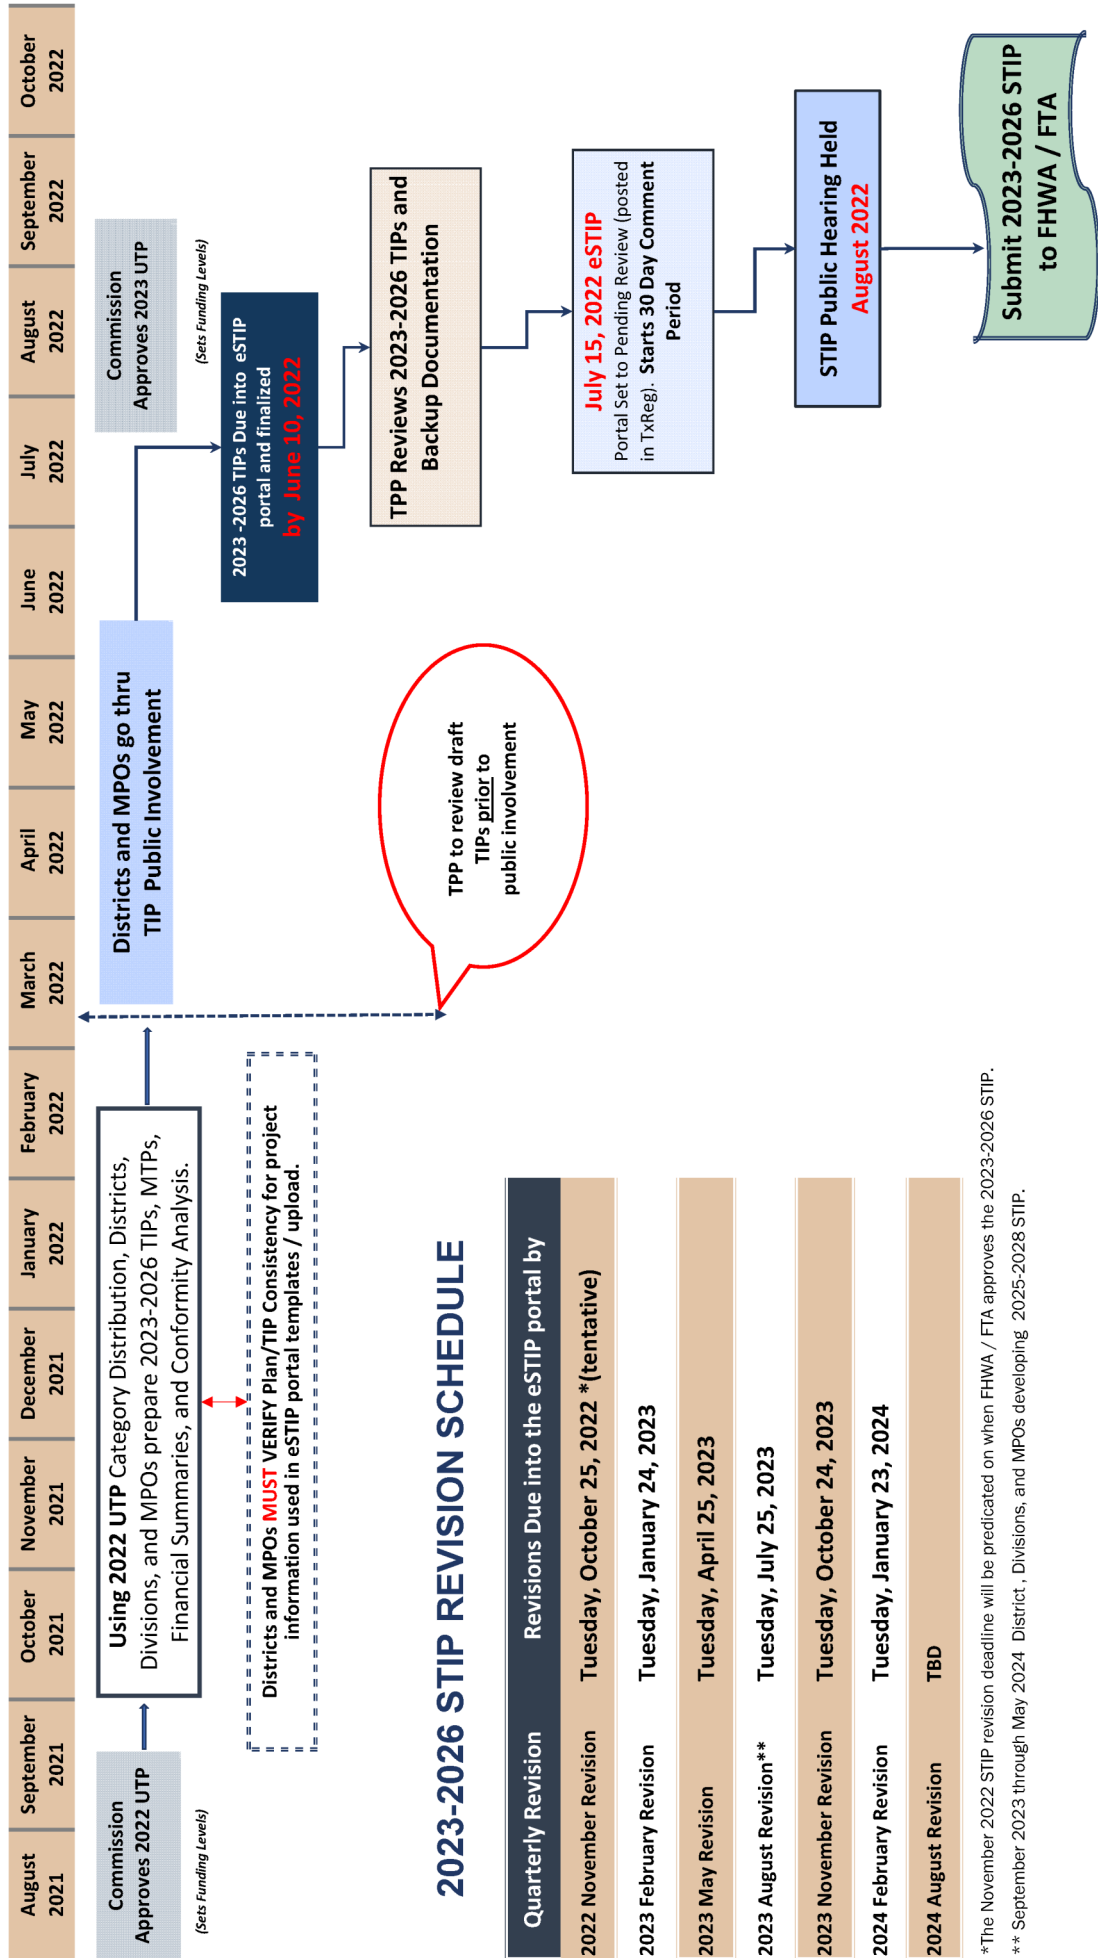 August
2021
September
2021
October
2021
November
2021
December
2021
January
2022
February
2022
March
2022
April
2022
May
2022
June
2022
July
2022
August
2022
September
2022
October
2022
Commission
Approves 2022 UTP
(Sets Funding Levels)
Using 2022 UTP Category Distribution, Districts,
Divisions, and MPOs prepare 2023-2026 TIPs, MTPs,
Financial Summaries, and Conformity Analysis.
Districts and MPOs MUST VERIFY Plan/TIP Consistency for project
information used in eSTIP portal templates / upload.
Districts and MPOs go thru
TIP Public Involvement
TPP to review draft
TIPs prior to
public involvement
Commission
Approves 2023 UTP
(Sets Funding Levels)
2023 -2026 TIPs Due into eSTIP
portal and finalized
by June 10, 2022
TPP Reviews 2023-2026 TIPs and
Backup Documentation
July 15, 2022 eSTIP
Portal Set to Pending Review (posted
in TxReg). Starts 30 Day Comment
Period
STIP Public Hearing Held
August 2022
Submit 2023-2026 STIP
to FHWA / FTA
2023-2026 STIP REVISION SCHEDULE
Quarterly Revision Revisions Due into the eSTIP portal by
2022 November Revision Tuesday, October 25, 2022 *(tentative)
2023 February Revision Tuesday, January 24, 2023
2023 May Revision Tuesday, April 25, 2023
2023 August Revision** Tuesday, July 25, 2023
2023 November Revision Tuesday, October 24, 2023
2024 February Revision Tuesday, January 23, 2024
2024 August Revision TBD
*The November 2022 STIP revision deadline will be predicated on when FHWA / FTA approves the 2023-2026 STIP.
** September 2023 through May 2024 District , Divisions, and MPOs developing 2025-2028 STIP.